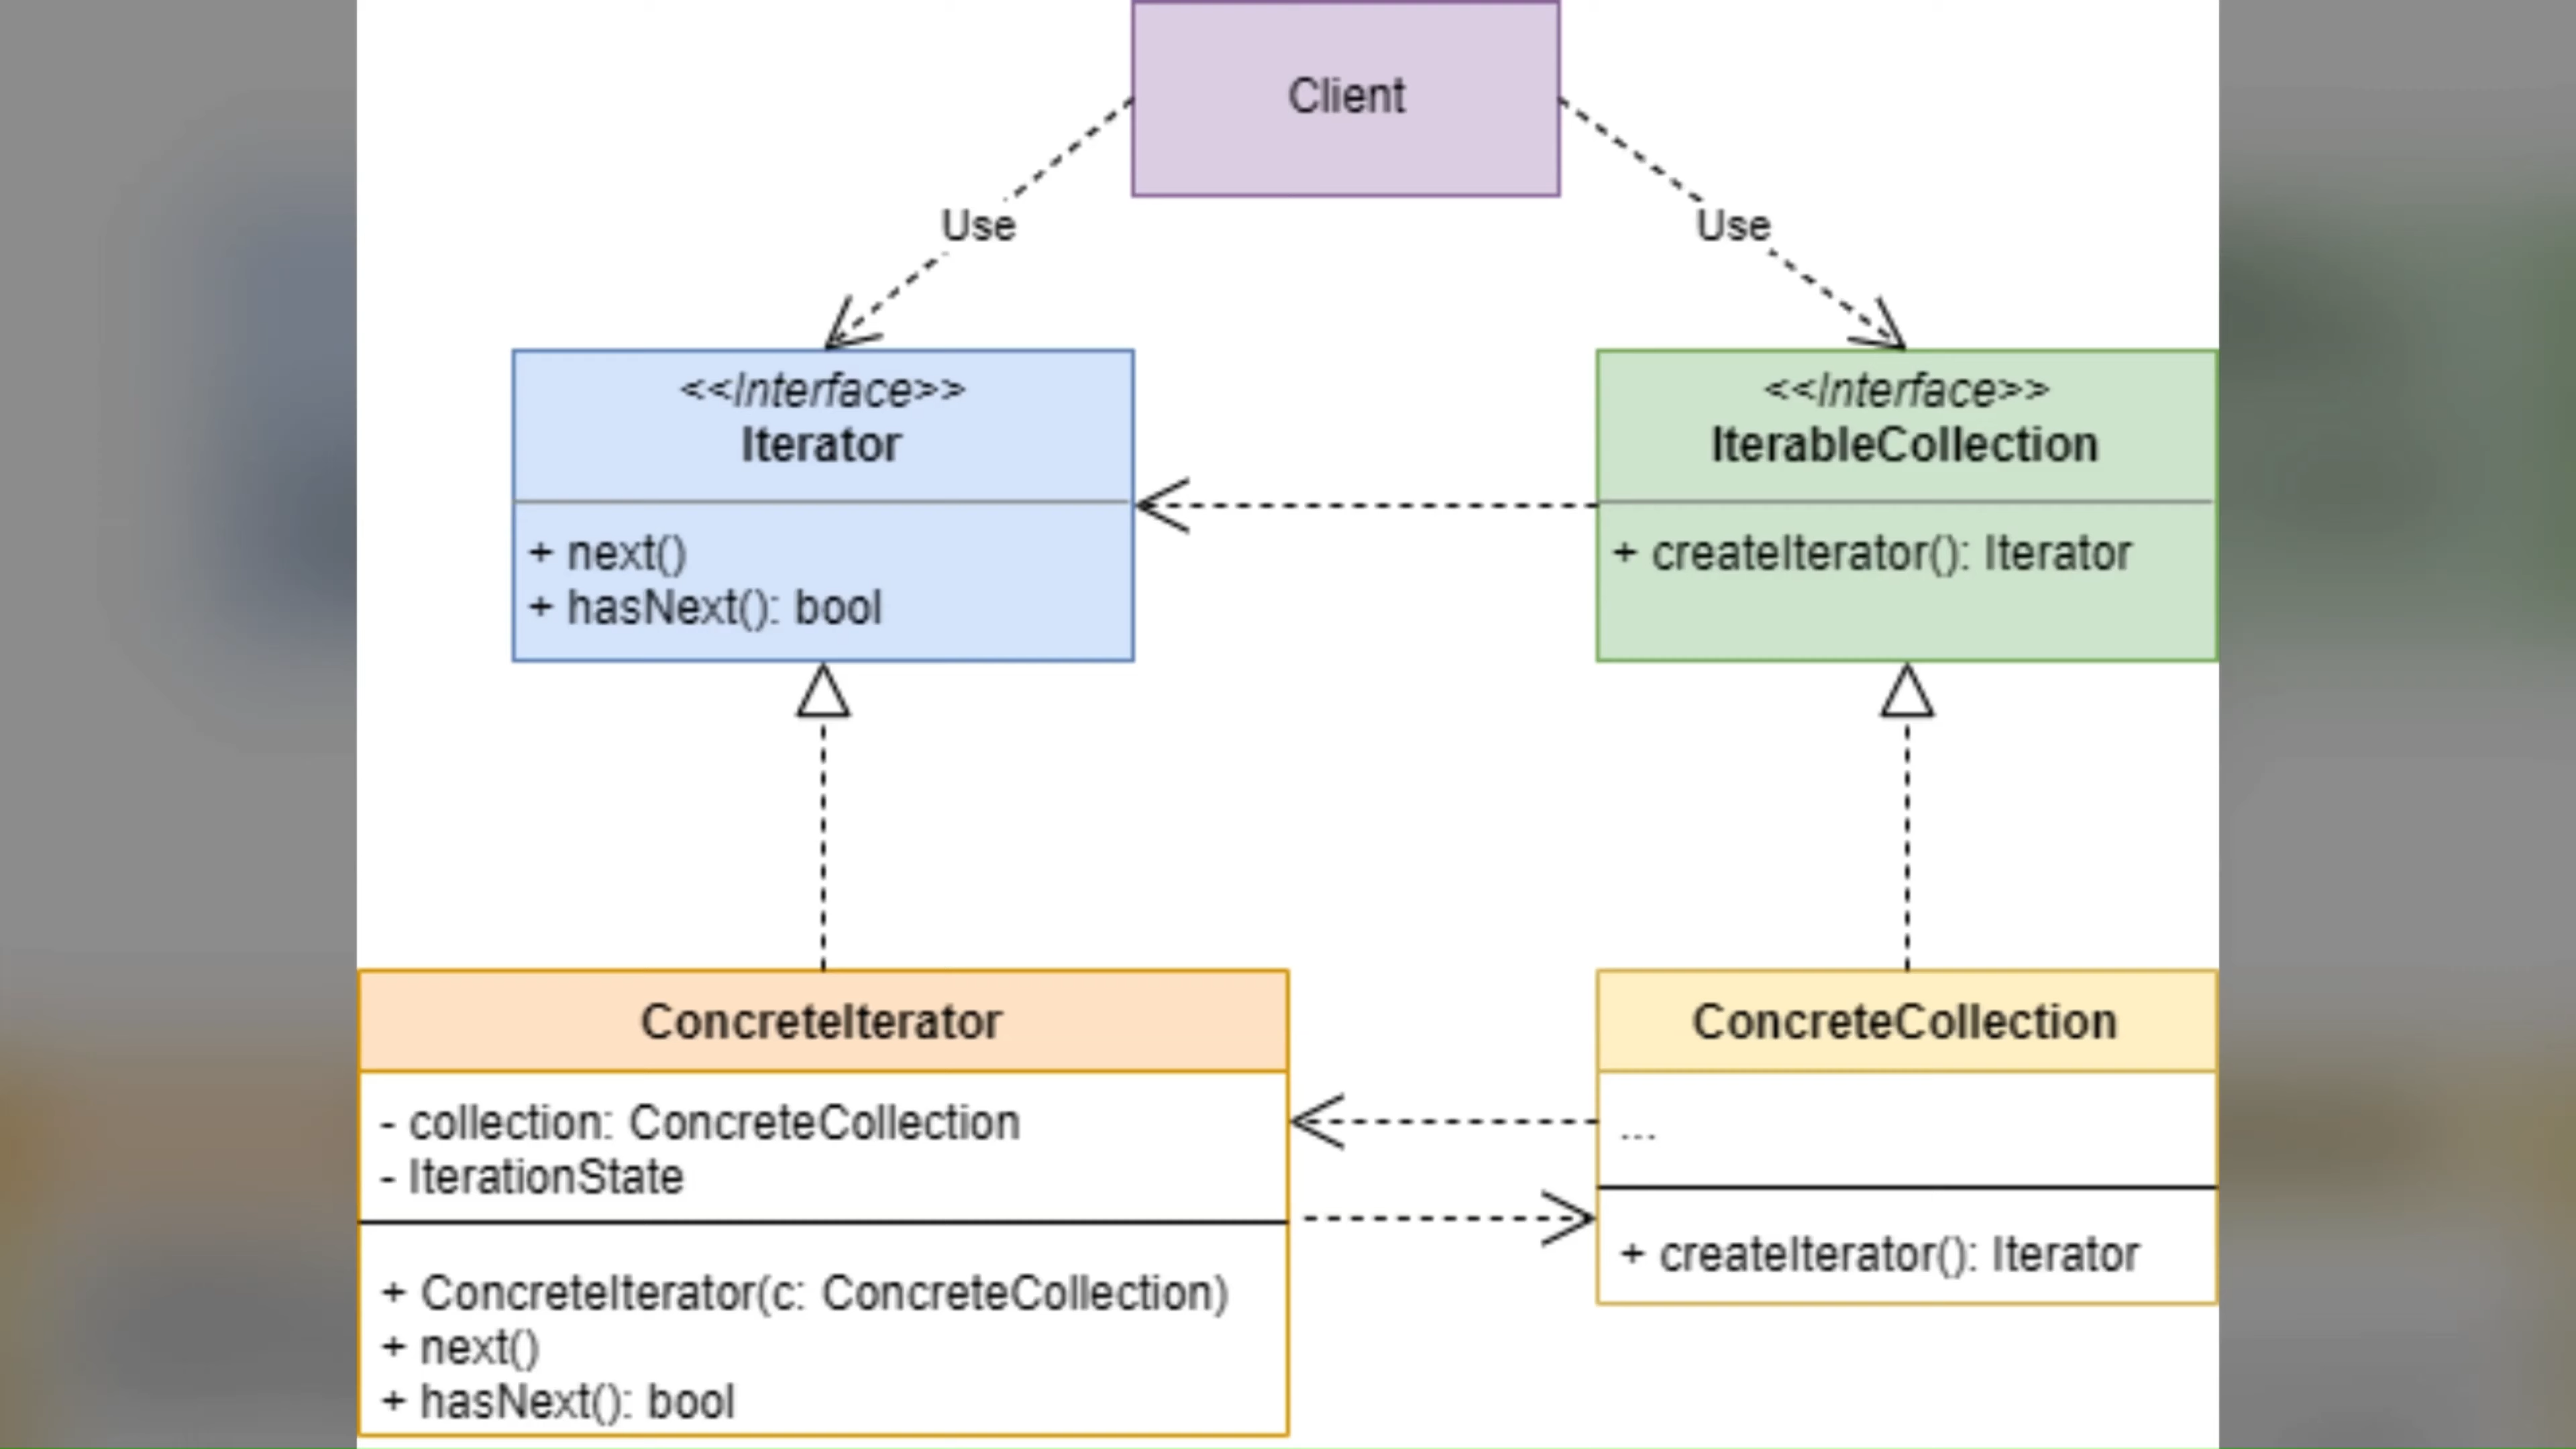 Client
Use
Use
<<Interface>>
Iterator
+ next()
+ hasNext(): bool
<<Interface>>
IterableCollection
+ createIterator(): Iterator
ConcreteIterator
- collection: ConcreteCollection
- IterationState
+ ConcreteIterator(c: ConcreteCollection)
+ next()
+ hasNext(): bool
ConcreteCollection
...
+ createIterator(): Iterator